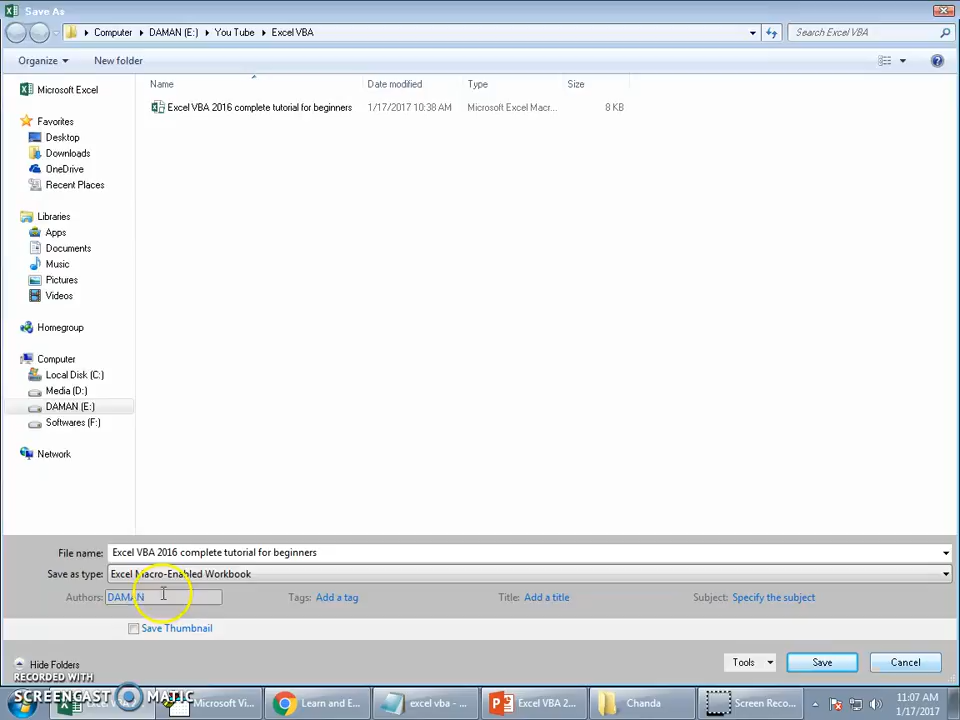 Save As
Computer DAMAN (E:) You Tube Excel VBA Search Excel VBA
Organize New folder
Name Date modified Type Size
Microsoft Excel
Excel VBA 2016 complete tutorial for beginners 1/17/2017 10:38 AM Microsoft Excel Macr... 8 KB
Favorites
Desktop
Downloads
OneDrive
Recent Places
Libraries
Apps
Documents
Music
Pictures
Videos
Homegroup
Computer
Local Disk (C:)
Media (D:)
DAMAN (E:)
Softwares (F:)
Network
File name: Excel VBA 2016 complete tutorial for beginners
Save as type: Excel Macro-Enabled Workbook
Authors: DAMAN Tags: Add a tag Title: Add a title Subject: Specify the subject
Save Thumbnail
Hide Folders Tools Save Cancel
RECORDED WITH
SCREENCAST MATIC
Microsoft Vi... Learn and E... excel vba - ... Excel VBA 2... Chanda Screen Reco... 11:07 AM
1/17/2017